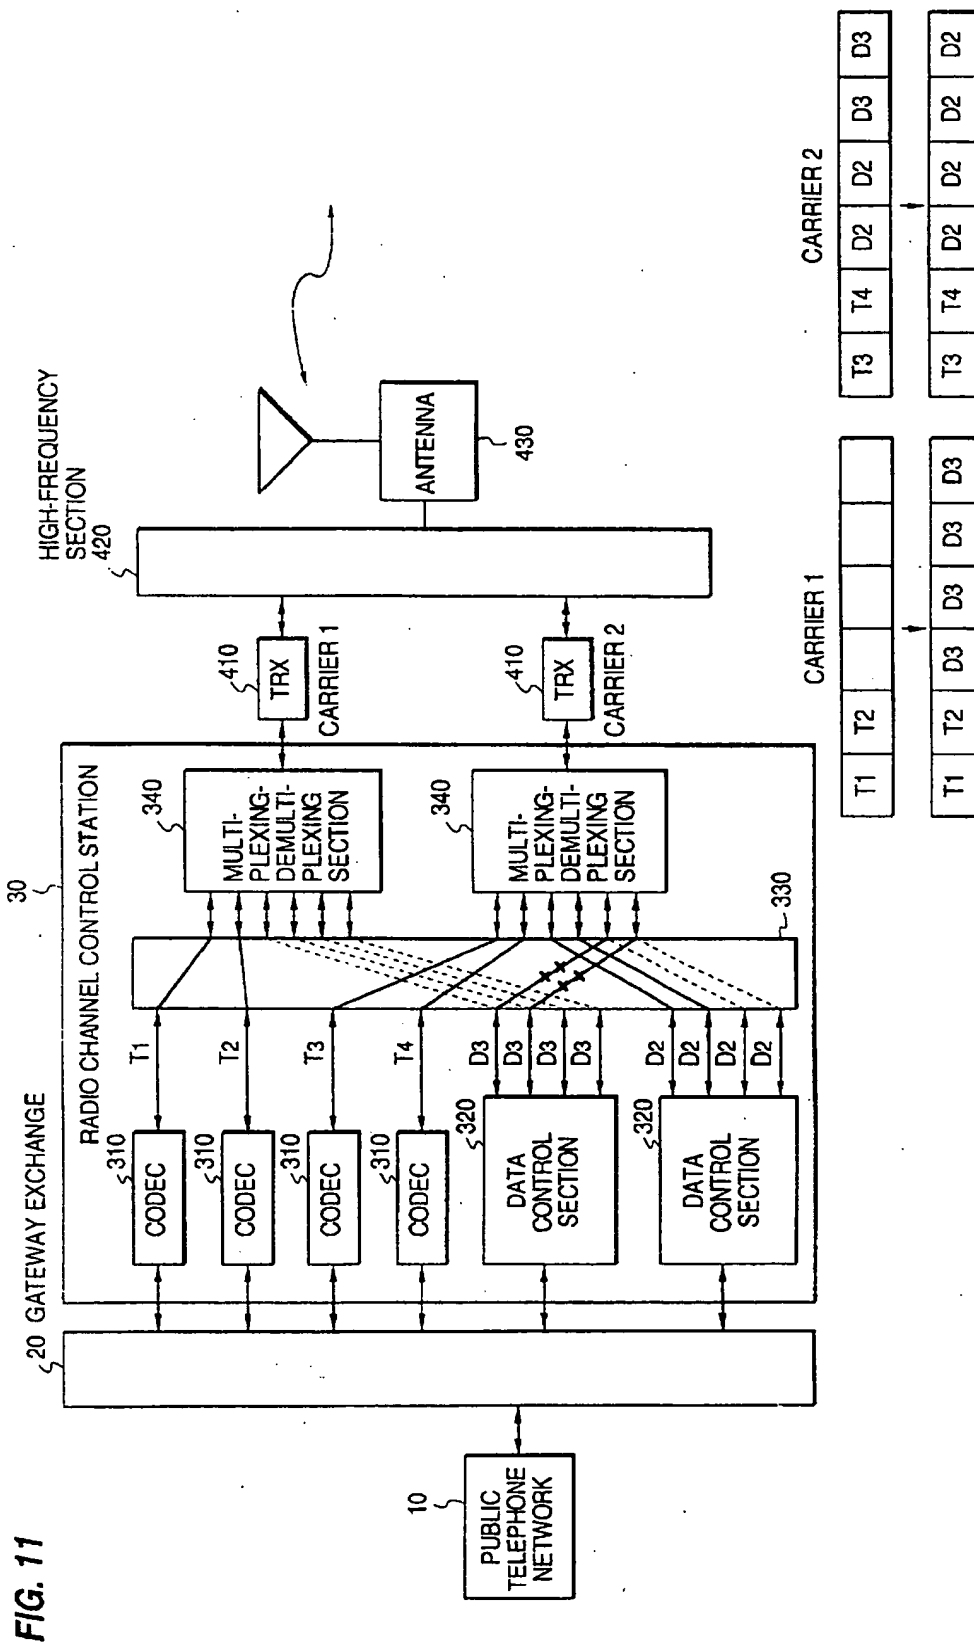 FIG. 11
10
PUBLIC
TELEPHONE
NETWORK
20 GATEWAY EXCHANGE
30
RADIO CHANNEL CONTROL STATION
310
CODEC
T1
310
CODEC
T2
310
CODEC
T3
310
CODEC
T4
320
DATA
CONTROL
SECTION
D3
D3
D3
D3
320
DATA
CONTROL
SECTION
D2
D2
D2
D2
330
340
MULTI-
PLEXING-
DEMULTI-
PLEXING
SECTION
340
MULTI-
PLEXING-
DEMULTI-
PLEXING
SECTION
410
TRX
CARRIER 1
410
TRX
CARRIER 2
HIGH-FREQUENCY
SECTION
420
ANTENNA
430
CARRIER 1
T1 T2
T1 T2 D3 D3 D3 D3
CARRIER 2
T3 T4 D2 D2 D3 D3
T3 T4 D2 D2 D2 D2